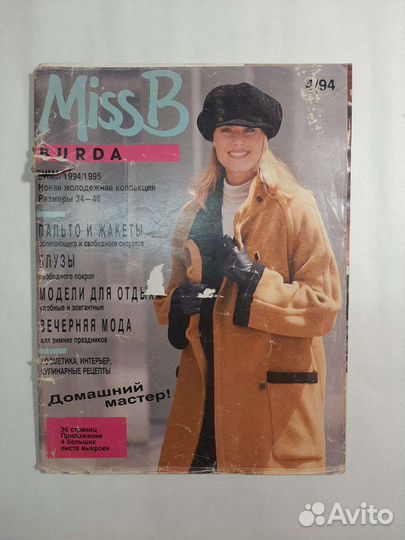 Miss B
4/94
BURDA
ЗИМА 1994/1995
Новая молодежная коллекция
Размеры 34–46
ПАЛЬТО И ЖАКЕТЫ
облегающего и свободного силуэтов
БЛУЗЫ
свободного покроя
МОДЕЛИ ДЛЯ ОТДЫХА
удобные и элегантные
ВЕЧЕРНЯЯ МОДА
для зимних праздников
КОСМЕТИКА, ИНТЕРЬЕР,
КУЛИНАРНЫЕ РЕЦЕПТЫ
Домашний
мастер!
36 страниц
Приложения
4 больших
листа выкроек
Avito